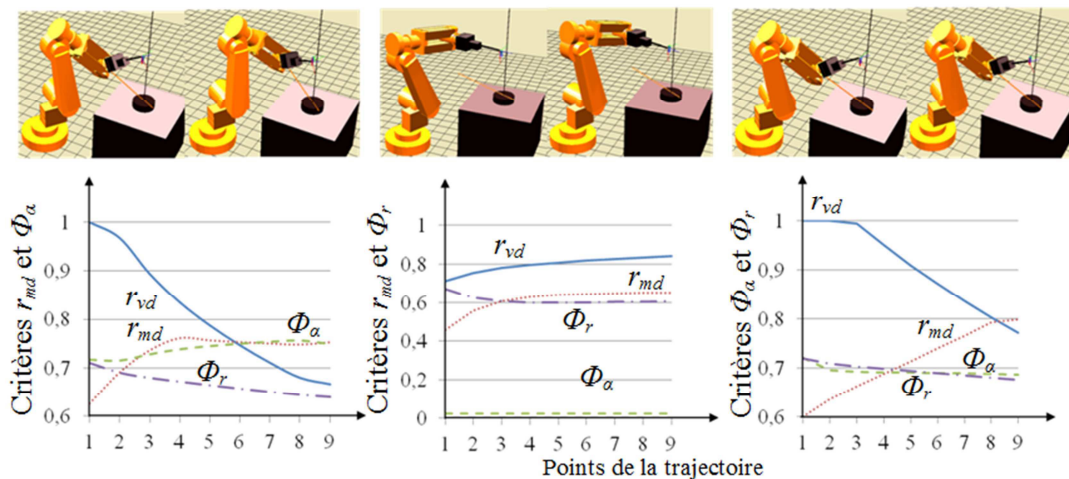 Critères r_md et Φ_α
1
0,9
0,8
0,7
0,6
r_vd
r_md
Φ_α
Φ_r
1 2 3 4 5 6 7 8 9
Critères r_md et Φ_r
1
0,8
0,6
0,4
0,2
0
r_vd
r_md
Φ_r
Φ_α
1 2 3 4 5 6 7 8 9
Points de la trajectoire
Critères Φ_α et Φ_r
1
0,9
0,8
0,7
0,6
r_vd
r_md
Φ_α
Φ_r
1 2 3 4 5 6 7 8 9